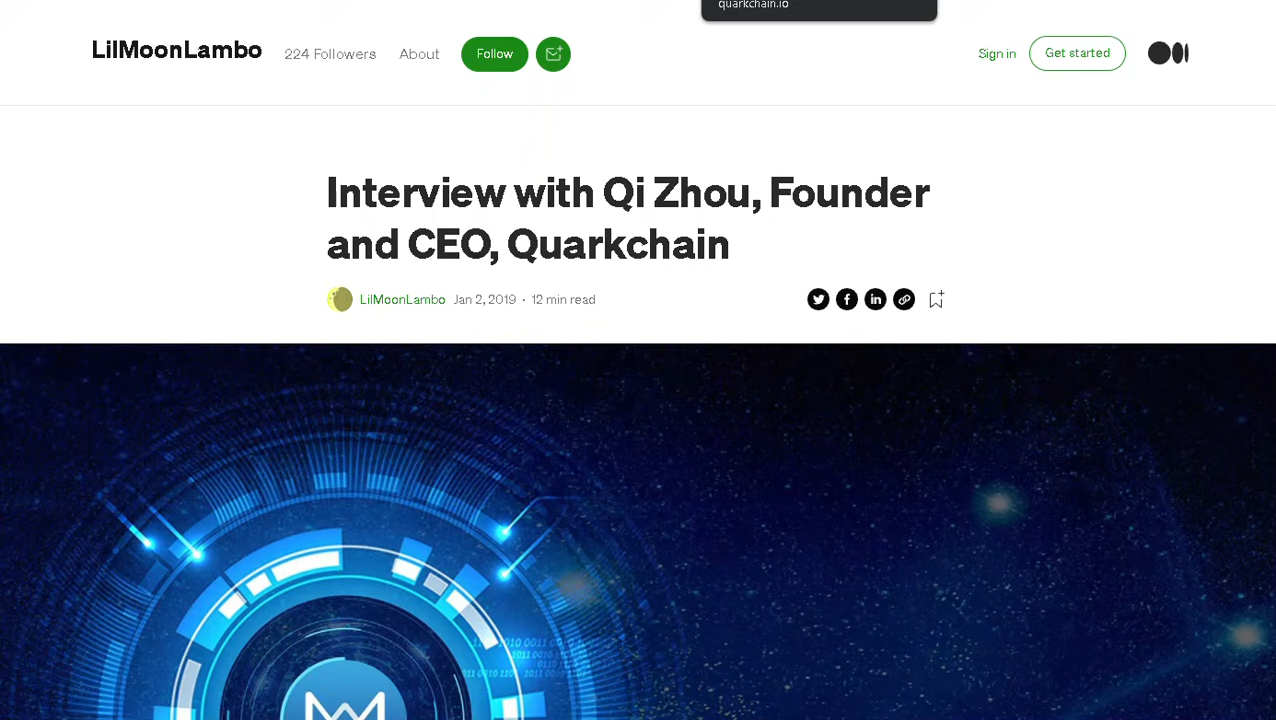 quarkchain.io
LilMoonLambo 224 Followers About Follow Sign in Get started
Interview with Qi Zhou, Founder
and CEO, Quarkchain
LilMoonLambo Jan 2, 2019 · 12 min read